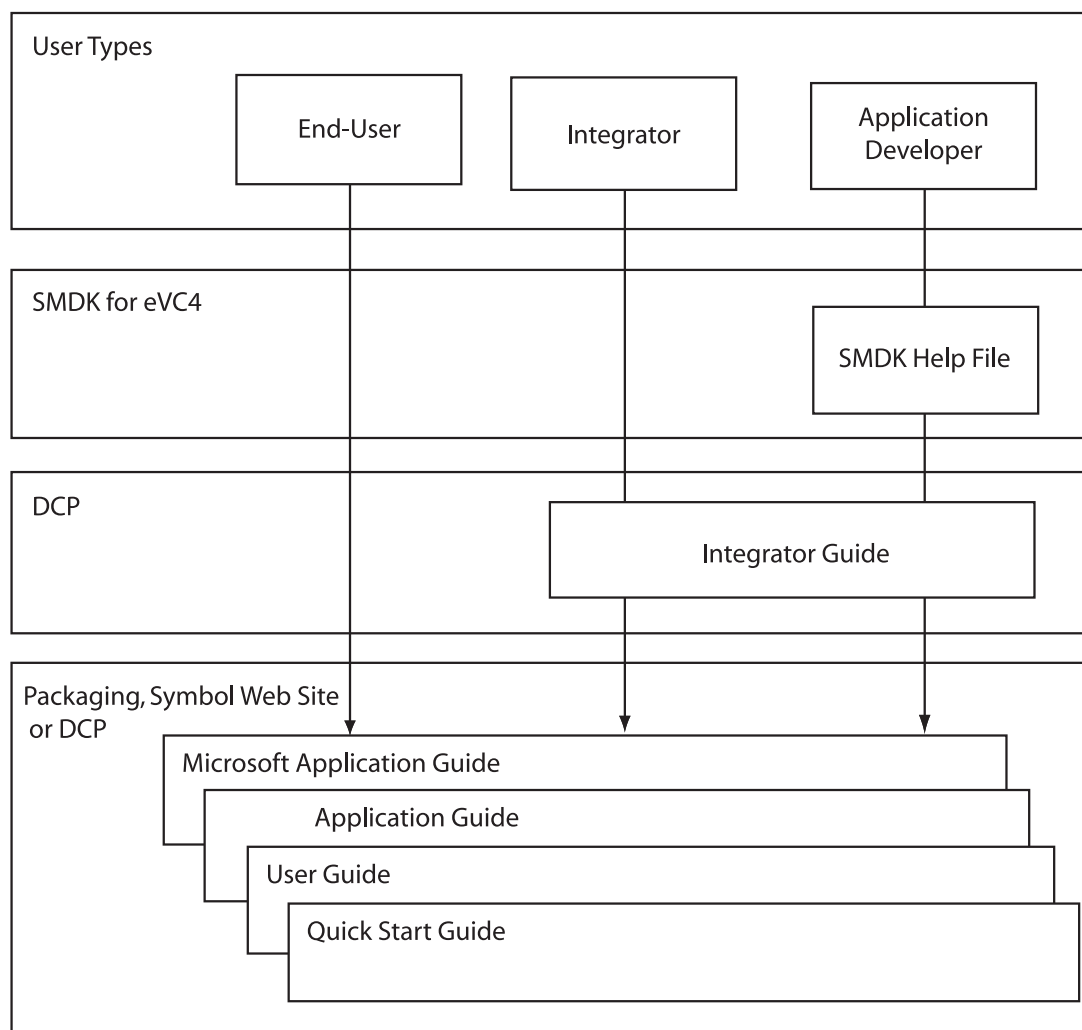 User Types
End-User
Integrator
Application
Developer
SMDK for eVC4
SMDK Help File
DCP
Integrator Guide
Packaging, Symbol Web Site
or DCP
Microsoft Application Guide
Application Guide
User Guide
Quick Start Guide